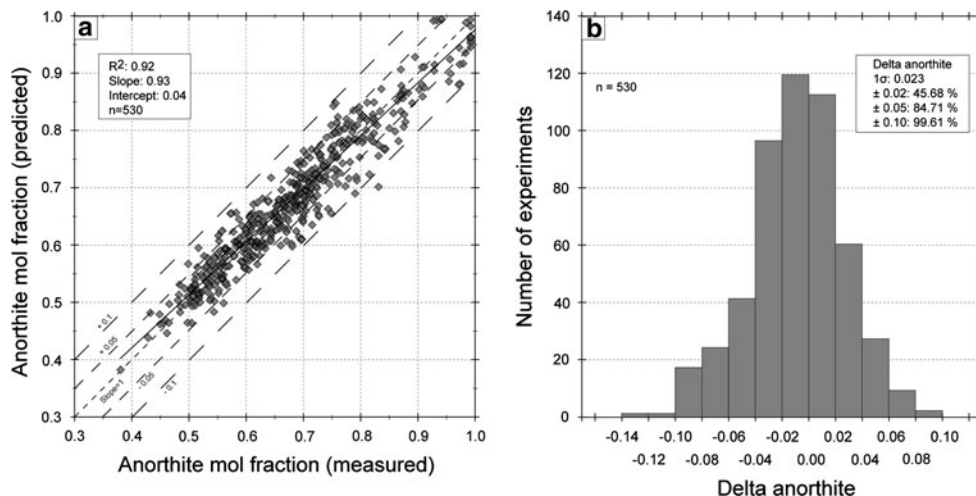 a
R2: 0.92
Slope: 0.93
Intercept: 0.04
n=530
Anorthite mol fraction (predicted)
1.0
0.9
0.8
0.7
0.6
0.5
0.4
0.3
+ 0.1
+ 0.05
Slope=1
- 0.05
- 0.1
0.3 0.4 0.5 0.6 0.7 0.8 0.9 1.0
Anorthite mol fraction (measured)
b
n = 530
Delta anorthite
1σ: 0.023
± 0.02: 45.68 %
± 0.05: 84.71 %
± 0.10: 99.61 %
Number of experiments
140
120
100
80
60
40
20
0
-0.14 -0.10 -0.06 -0.02 0.02 0.06 0.10
-0.12 -0.08 -0.04 0.00 0.04 0.08
Delta anorthite